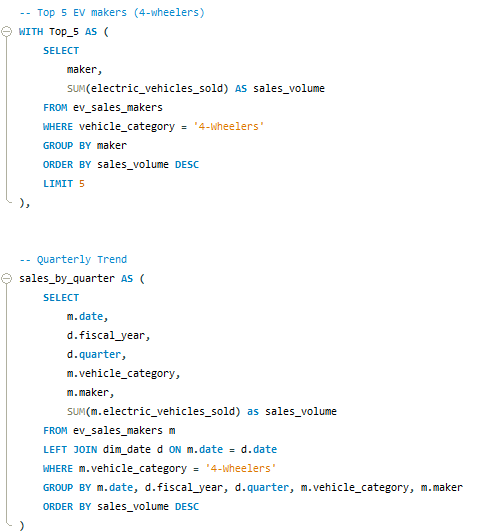 -- Top 5 EV makers (4-wheelers)
WITH Top_5 AS (
SELECT
maker,
SUM(electric_vehicles_sold) AS sales_volume
FROM ev_sales_makers
WHERE vehicle_category = '4-Wheelers'
GROUP BY maker
ORDER BY sales_volume DESC
LIMIT 5
),
-- Quarterly Trend
sales_by_quarter AS (
SELECT
m.date,
d.fiscal_year,
d.quarter,
m.vehicle_category,
m.maker,
SUM(m.electric_vehicles_sold) as sales_volume
FROM ev_sales_makers m
LEFT JOIN dim_date d ON m.date = d.date
WHERE m.vehicle_category = '4-Wheelers'
GROUP BY m.date, d.fiscal_year, d.quarter, m.vehicle_category, m.maker
ORDER BY sales_volume DESC
)